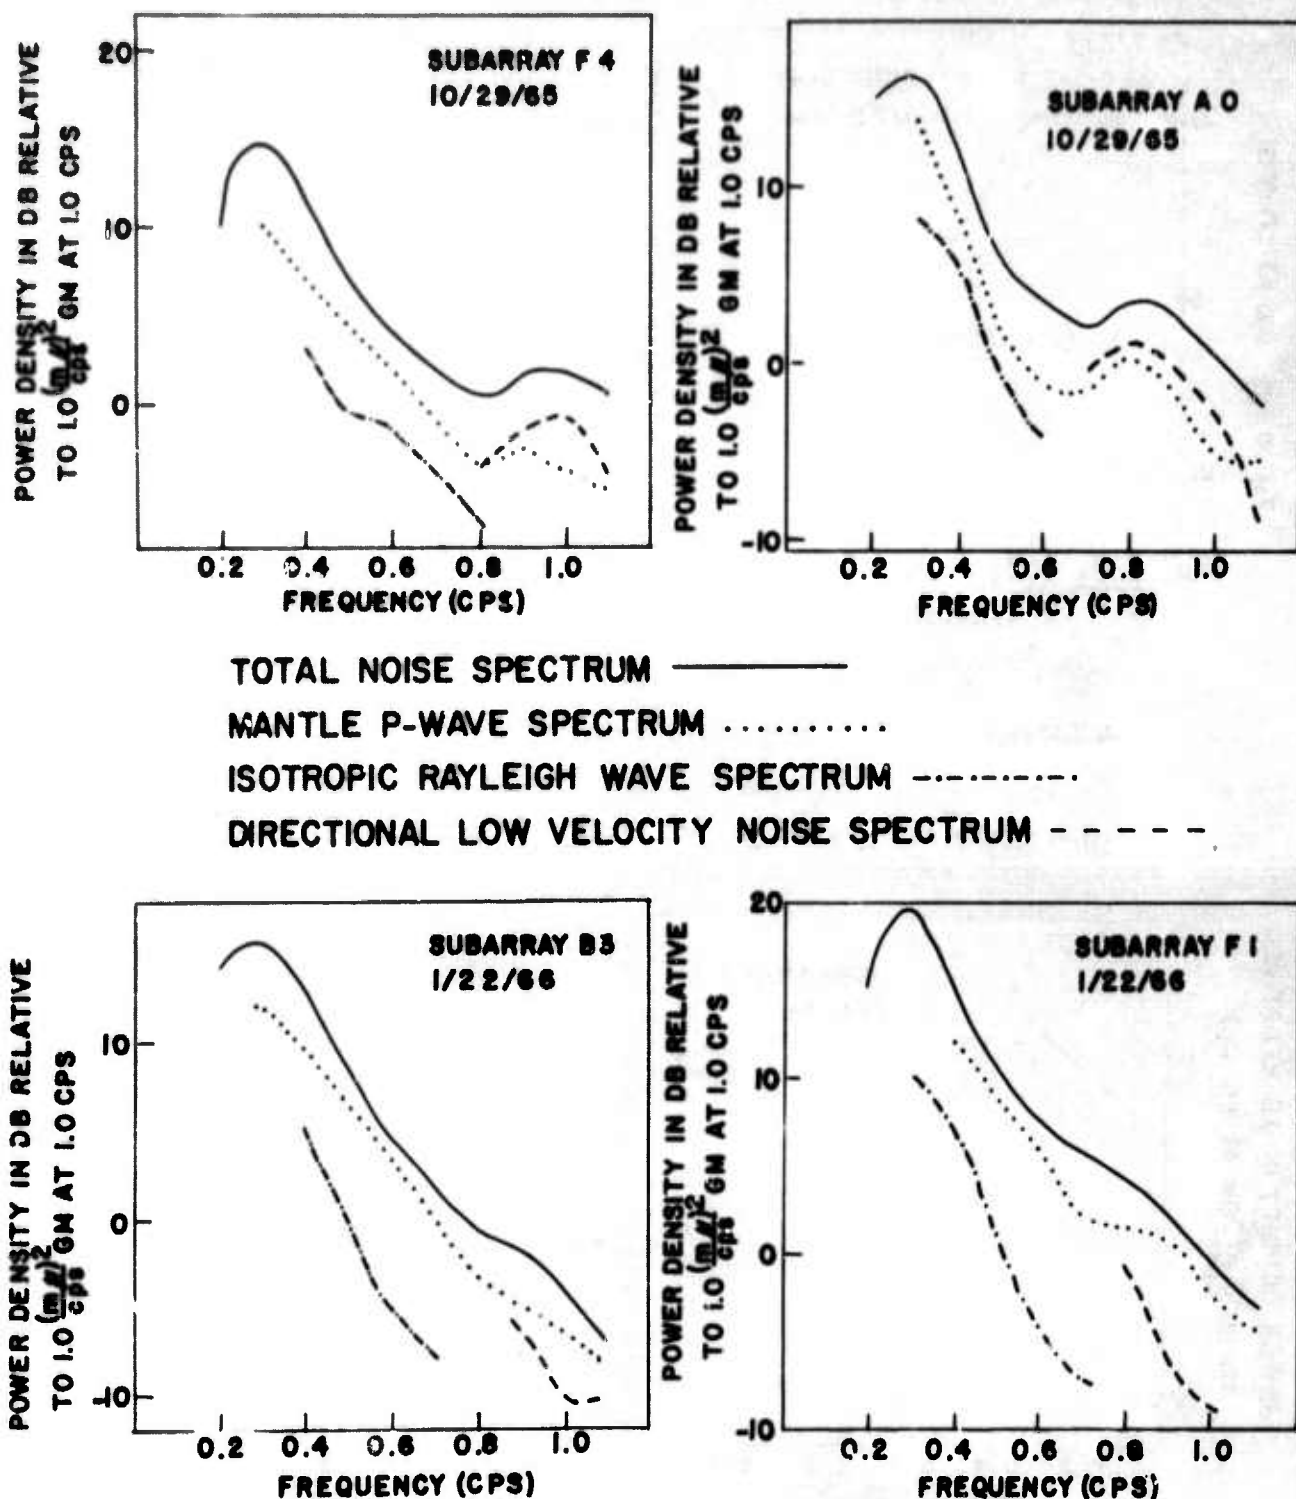 SUBARRAY F 4
10/29/65
POWER DENSITY IN DB RELATIVE
TO 1.0 (mμ)²/cps GM AT 1.0 CPS
20
10
0
0.2 0.4 0.6 0.8 1.0
FREQUENCY (CPS)
SUBARRAY A 0
10/29/65
POWER DENSITY IN DB RELATIVE
TO 1.0 (mμ)²/cps GM AT 1.0 CPS
10
0
-10
0.2 0.4 0.6 0.8 1.0
FREQUENCY (CPS)
TOTAL NOISE SPECTRUM
MANTLE P-WAVE SPECTRUM
ISOTROPIC RAYLEIGH WAVE SPECTRUM
DIRECTIONAL LOW VELOCITY NOISE SPECTRUM
SUBARRAY B3
1/22/66
POWER DENSITY IN DB RELATIVE
TO 1.0 (mμ)²/cps GM AT 1.0 CPS
10
0
-10
0.2 0.4 0.6 0.8 1.0
FREQUENCY (CPS)
SUBARRAY F 1
1/22/66
POWER DENSITY IN DB RELATIVE
TO 1.0 (mμ)²/cps GM AT 1.0 CPS
20
10
0
-10
0.2 0.4 0.6 0.8 1.0
FREQUENCY (CPS)